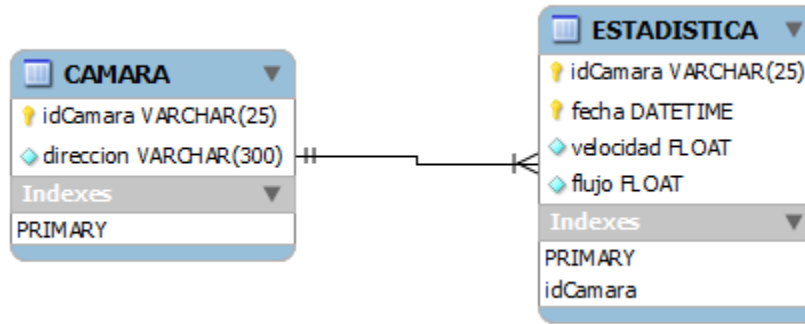 CAMARA
idCamara VARCHAR(25)
direccion VARCHAR(300)
Indexes
PRIMARY
ESTADISTICA
idCamara VARCHAR(25)
fecha DATETIME
velocidad FLOAT
flujo FLOAT
Indexes
PRIMARY
idCamara